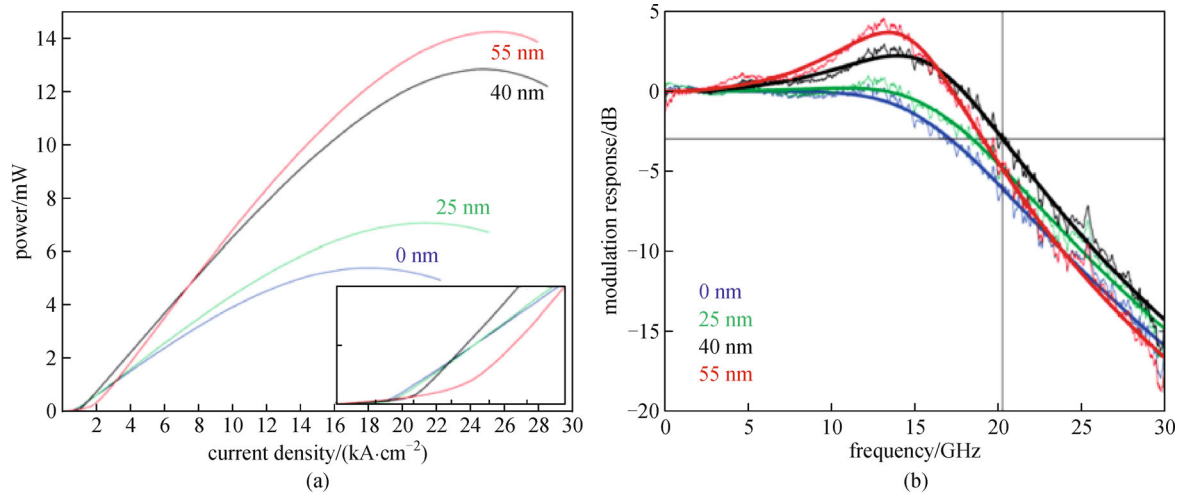 14
12
10
8
6
4
2
0
power/mW
55 nm
40 nm
25 nm
0 nm
2 4 6 8 10 12 14 16 18 20 22 24 26 28 30
current density/(kA·cm⁻²)
(a)
5
0
−5
−10
−15
−20
modulation response/dB
0 nm
25 nm
40 nm
55 nm
0 5 10 15 20 25 30
frequency/GHz
(b)